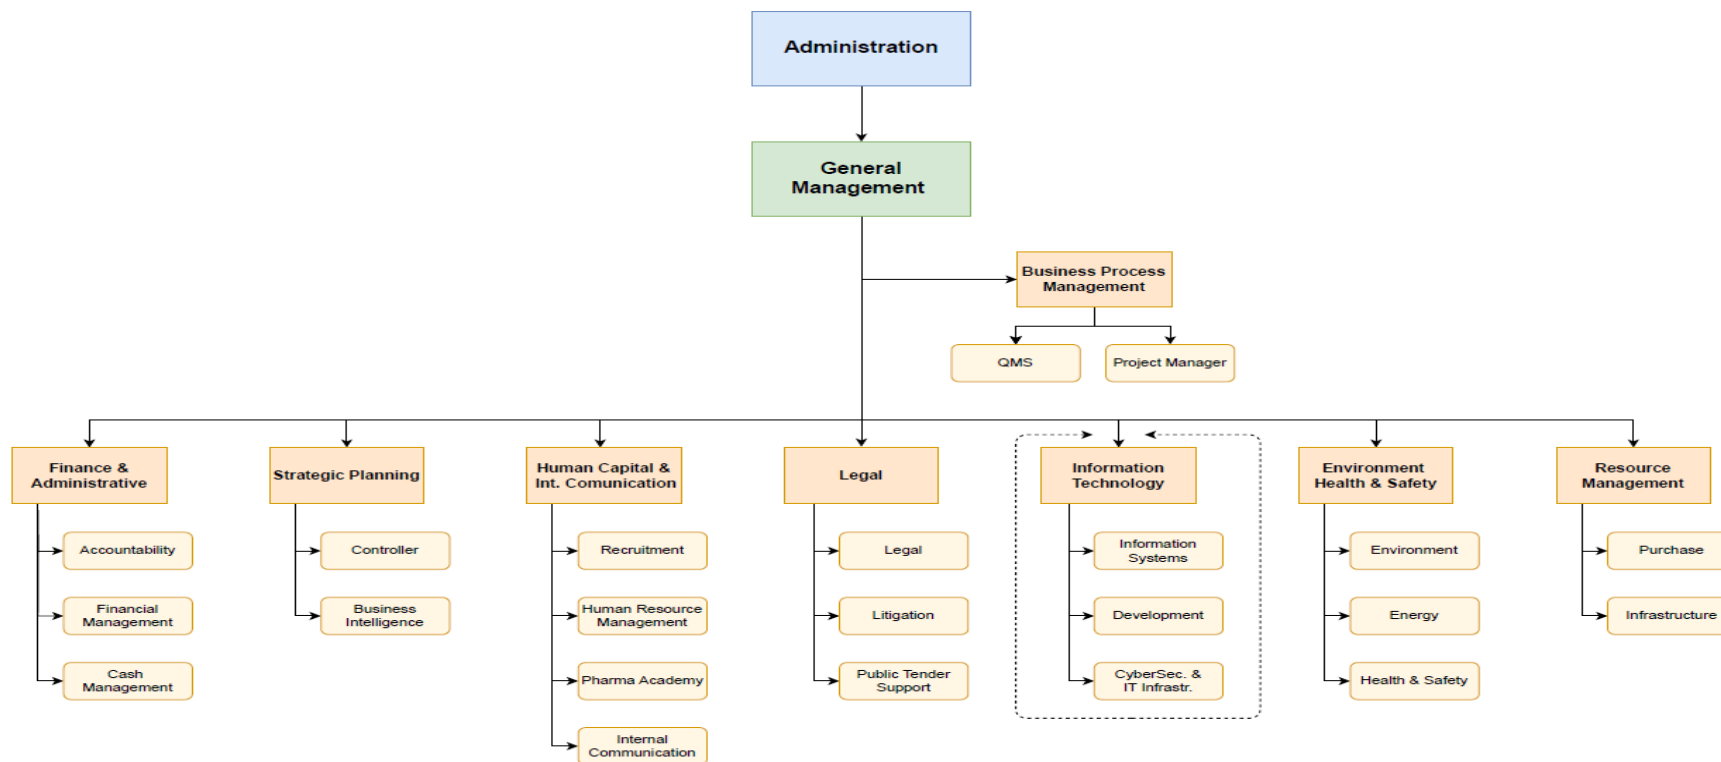 Administration
General
Management
Business Process
Management
QMS
Project Manager
Finance &
Administrative
Accountability
Financial
Management
Cash
Management
Strategic Planning
Controller
Business
Intelligence
Human Capital &
Int. Comunication
Recruitment
Human Resource
Management
Pharma Academy
Internal
Communication
Legal
Legal
Litigation
Public Tender
Support
Information
Technology
Information
Systems
Development
CyberSec. &
IT Infrastr.
Environment
Health & Safety
Environment
Energy
Health & Safety
Resource
Management
Purchase
Infrastructure